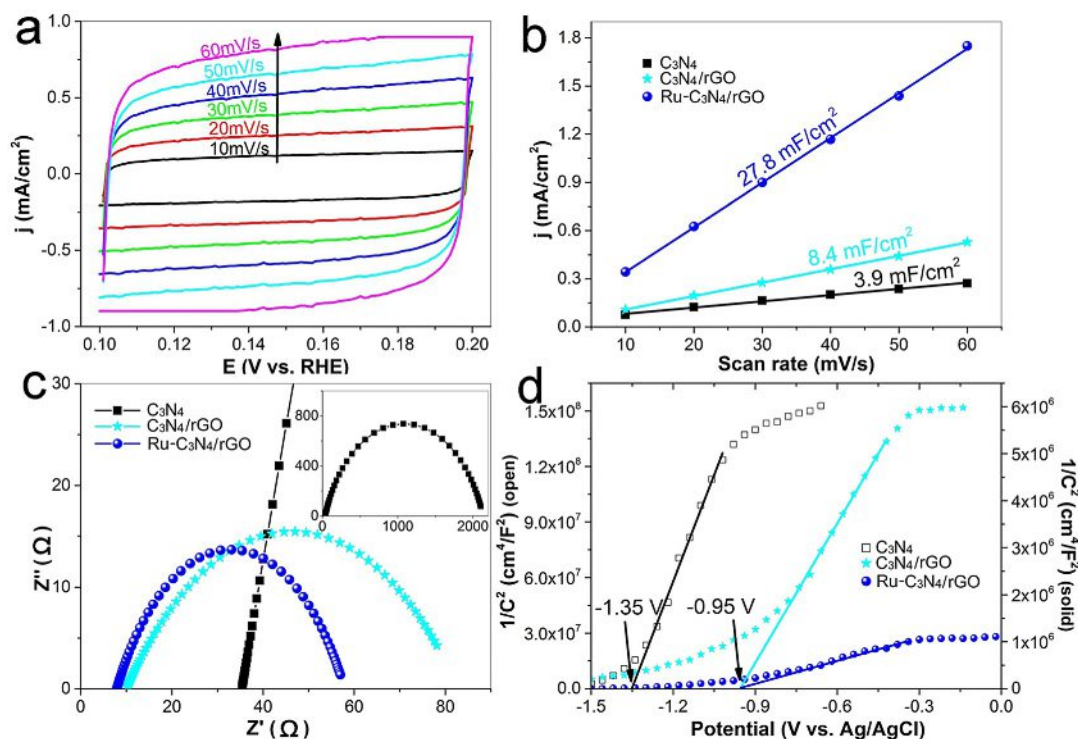 a
60mV/s
50mV/s
40mV/s
30mV/s
20mV/s
10mV/s
1.0
0.5
0.0
-0.5
-1.0
j (mA/cm²)
0.10 0.12 0.14 0.16 0.18 0.20
E (V vs. RHE)
b
C₃N₄
C₃N₄/rGO
Ru-C₃N₄/rGO
27.8 mF/cm²
8.4 mF/cm²
3.9 mF/cm²
1.8
1.5
1.2
0.9
0.6
0.3
0.0
j (mA/cm²)
10 20 30 40 50 60
Scan rate (mV/s)
c
C₃N₄
C₃N₄/rGO
Ru-C₃N₄/rGO
800
400
0
0 10000 20000
30
20
10
0
Z'' (Ω)
0 20 40 60 80
Z' (Ω)
d
C₃N₄
C₃N₄/rGO
Ru-C₃N₄/rGO
-1.35 V
-0.95 V
1.5x10⁸
1.2x10⁸
9.0x10⁷
6.0x10⁷
3.0x10⁷
0.0
1/C² (cm⁴/F²) (open)
6x10⁶
5x10⁶
4x10⁶
3x10⁶
2x10⁶
1x10⁶
0
1/C² (cm⁴/F²) (solid)
-1.5 -1.2 -0.9 -0.6 -0.3 0.0
Potential (V vs. Ag/AgCl)